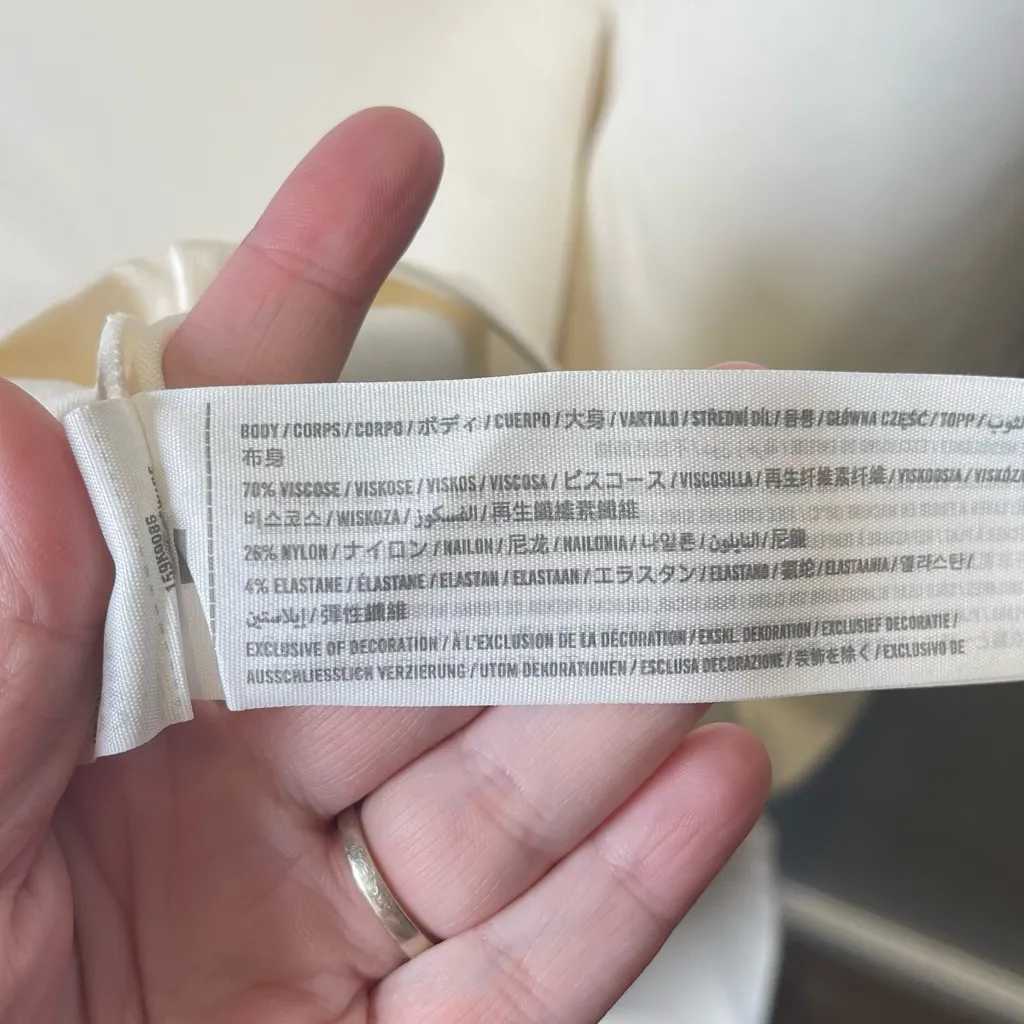 BODY / CORPS / CORPO / ボディ / CUERPO / 大身 / VARTALO / STŘEDNÍ DÍL / 몸통 / GŁÓWNA CZĘŚĆ / TOPP /
布身
70% VISCOSE / VISKOSE / VISKOS / VISCOSA / ビスコース / VISCOSILLA / 再生纤维素纤维 / VISKOOSIA / VISKÓZA
비스코스 / WISKOZA / الفسكوز / 再生纖維素纖維
26% NYLON / ナイロン / NAILON / 尼龙 / NAILONIA / 나일론 / النايلون / 尼龍
4% ELASTANE / ÉLASTANE / ELASTAN / ELASTAAN / エラスタン / ELASTANO / 氨纶 / ELASTAANIA / 엘라스탄 /
إيلاستين / 彈性纖維
EXCLUSIVE OF DECORATION / À L'EXCLUSION DE LA DÉCORATION / EXSKL. DEKORATION / EXCLUSIEF DECORATIE /
AUSSCHLIESSLICH VERZIERUNG / UTOM DEKORATIONEN / ESCLUSA DECORAZIONE / 装飾を除く / EXCLUSIVO DE